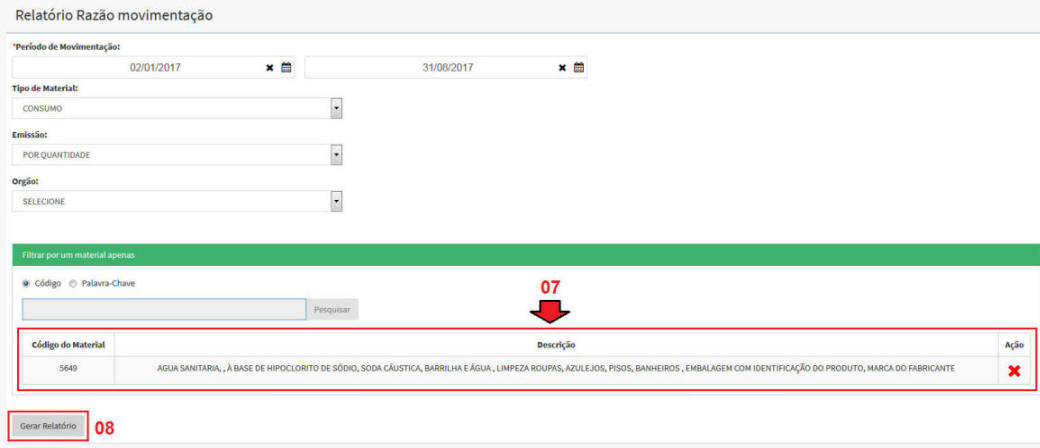 Relatório Razão movimentação
*Período de Movimentação:
02/01/2017 31/08/2017
Tipo de Material:
CONSUMO
Emissão:
POR QUANTIDADE
Orgão:
SELECIONE
Filtrar por um material apenas
Código Palavra-Chave
07
Pesquisar
Código do Material Descrição Ação
5649 AGUA SANITARIA, , À BASE DE HIPOCLORITO DE SÓDIO, SODA CÁUSTICA, BARRILHA E ÁGUA , LIMPEZA ROUPAS, AZULEJOS, PISOS, BANHEIROS , EMBALAGEM COM IDENTIFICAÇÃO DO PRODUTO, MARCA DO FABRICANTE
Gerar Relatório 08